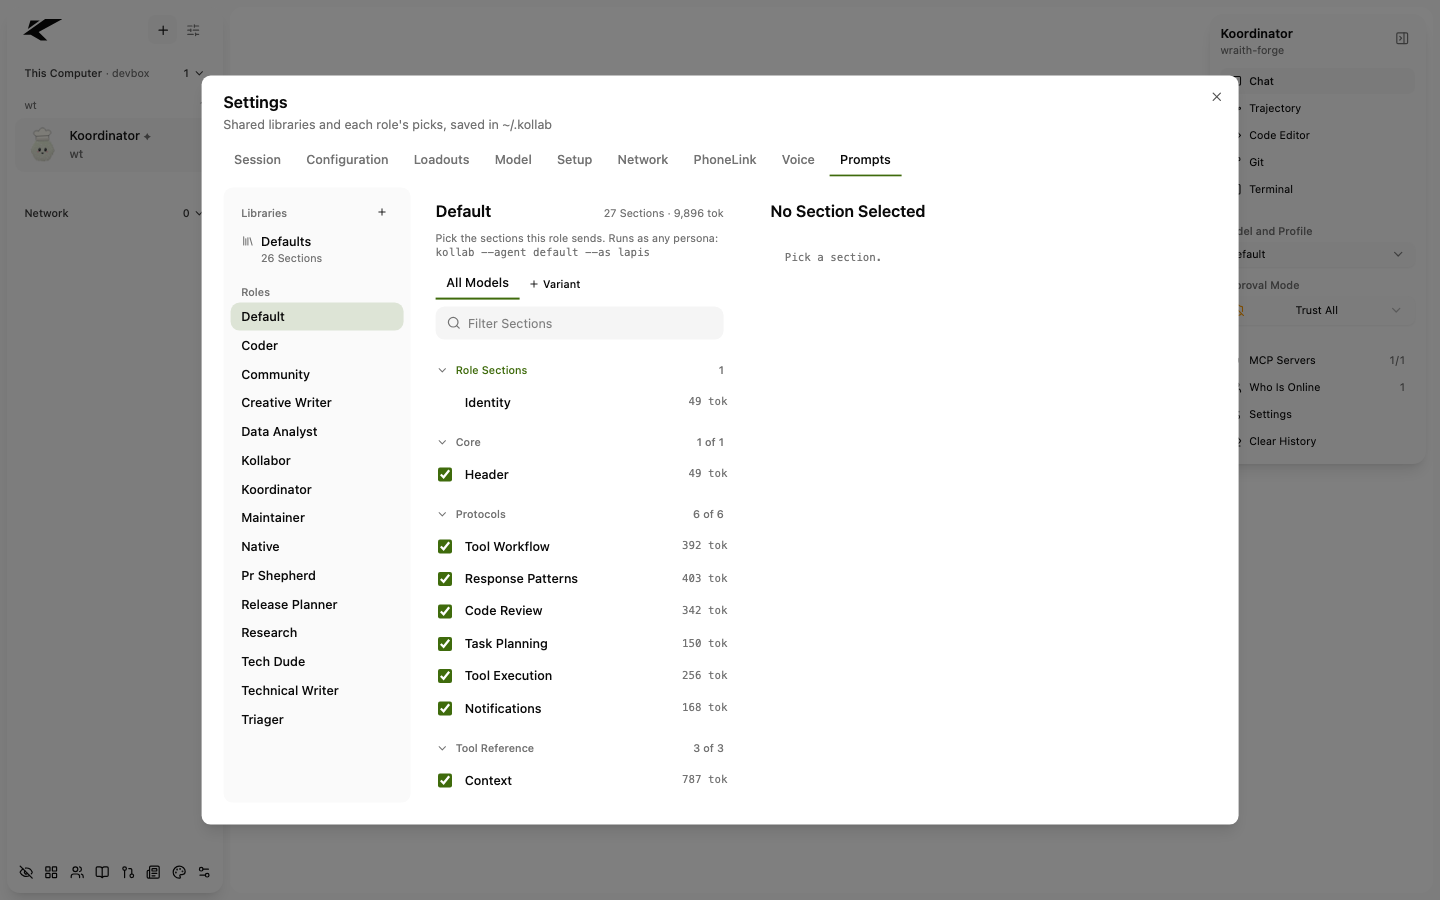 This Computer · devbox 1
wt
Koordinator
wt
Network 0
Settings
Shared libraries and each role's picks, saved in ~/.kollab
Session Configuration Loadouts Model Setup Network PhoneLink Voice Prompts
Libraries
Defaults
26 Sections
Roles
Default
Coder
Community
Creative Writer
Data Analyst
Kollabor
Koordinator
Maintainer
Native
Pr Shepherd
Release Planner
Research
Tech Dude
Technical Writer
Triager
Default 27 Sections · 9,896 tok
Pick the sections this role sends. Runs as any persona:
kollab --agent default --as lapis
All Models + Variant
Filter Sections
Role Sections 1
Identity 49 tok
Core 1 of 1
Header 49 tok
Protocols 6 of 6
Tool Workflow 392 tok
Response Patterns 403 tok
Code Review 342 tok
Task Planning 150 tok
Tool Execution 256 tok
Notifications 168 tok
Tool Reference 3 of 3
Context 787 tok
No Section Selected
Pick a section.
Koordinator
wraith-forge
Chat
Trajectory
Code Editor
Git
Terminal
del and Profile
efault
roval Mode
Trust All
MCP Servers 1/1
Who Is Online 1
Settings
Clear History